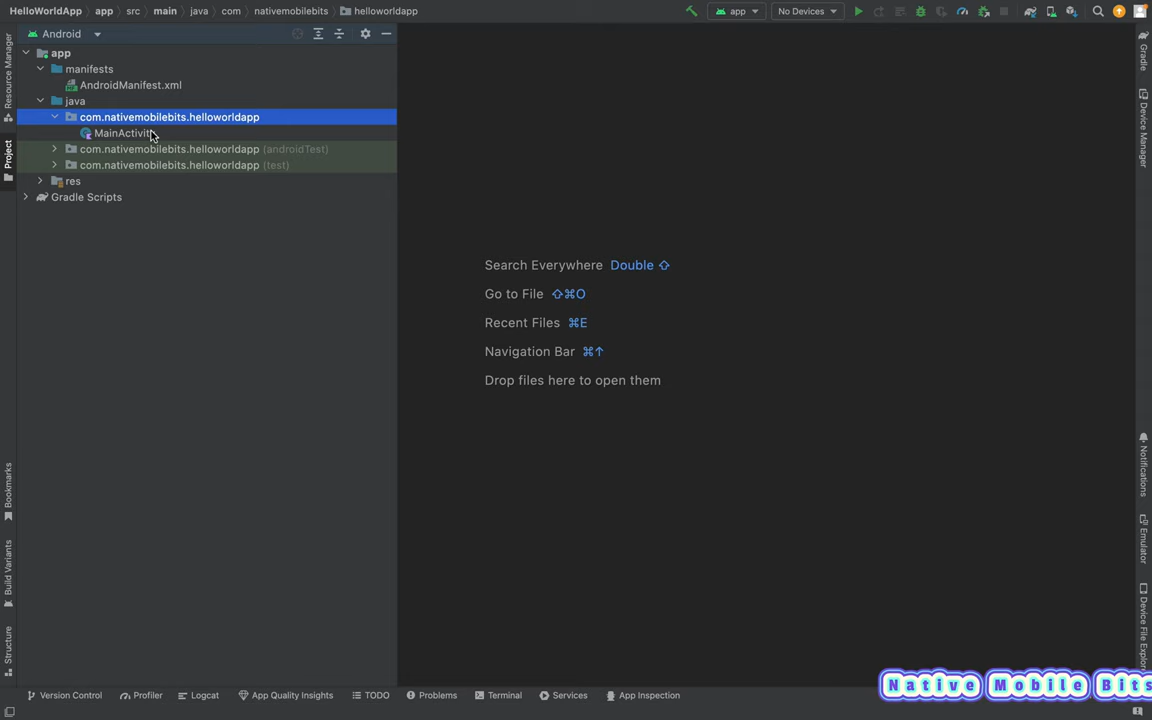 HelloWorldApp app src main java com nativemobilebits helloworldapp
app No Devices
Android
app
manifests
AndroidManifest.xml
java
com.nativemobilebits.helloworldapp
MainActivity
com.nativemobilebits.helloworldapp (androidTest)
com.nativemobilebits.helloworldapp (test)
res
Gradle Scripts
Resource Manager
Project
Bookmarks
Build Variants
Structure
Search Everywhere Double ⇧
Go to File ⇧⌘O
Recent Files ⌘E
Navigation Bar ⌘↑
Drop files here to open them
Gradle
Device Manager
Notifications
Emulator
Device File Explor
Native Mobile Bits
Version Control Profiler Logcat App Quality Insights TODO Problems Terminal Services App Inspection